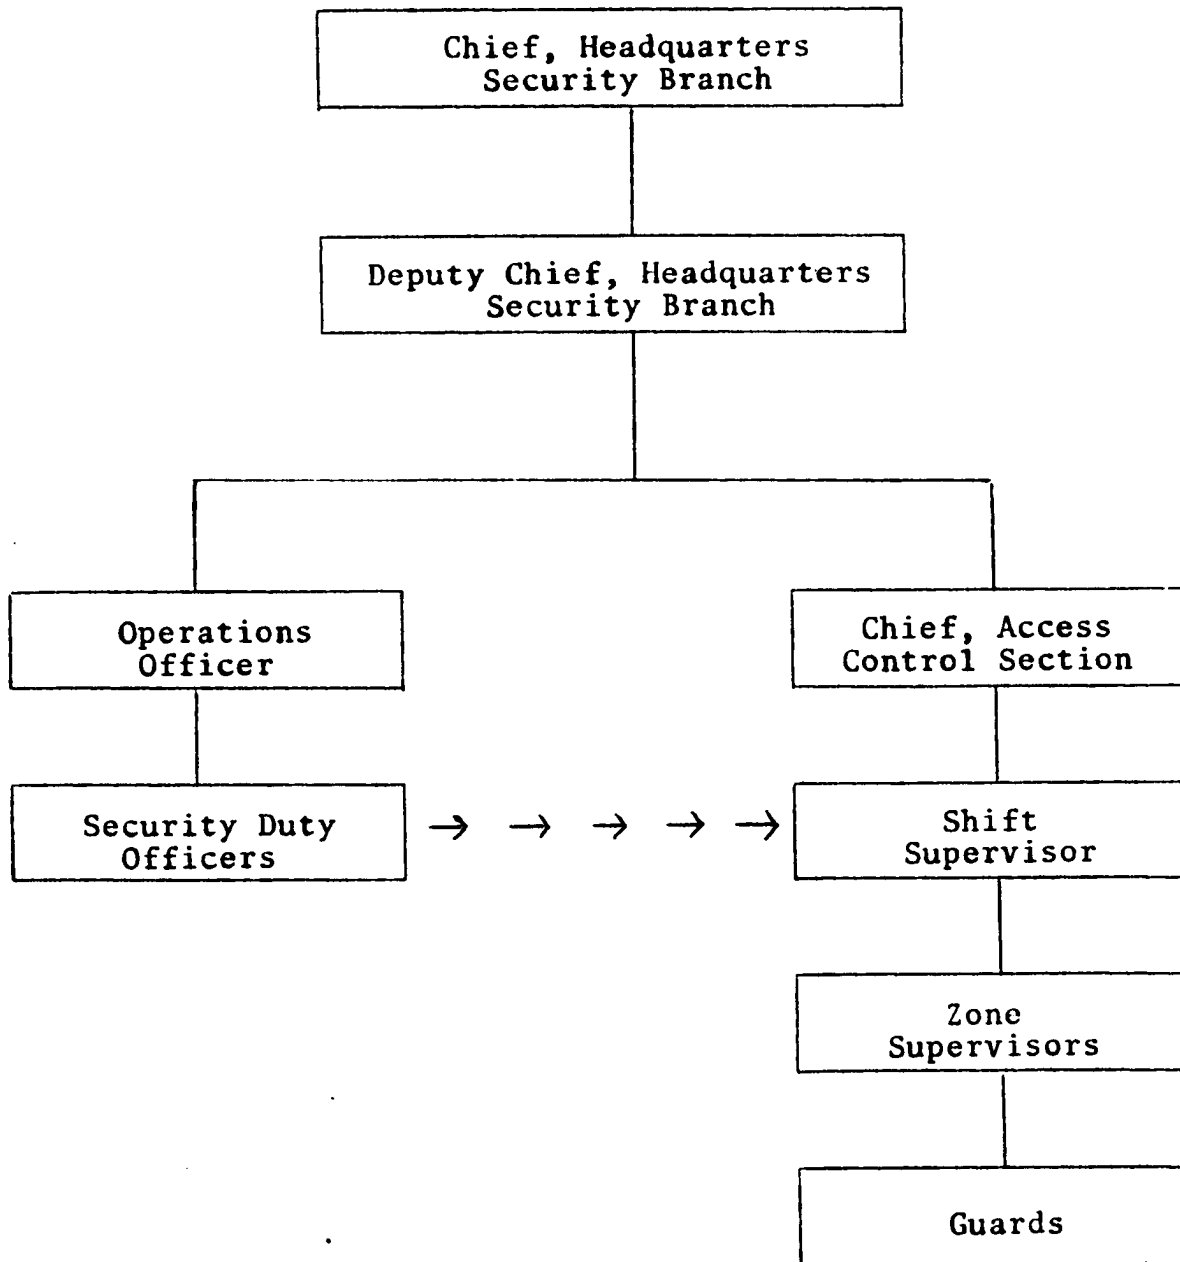 Chief, Headquarters
Security Branch
Deputy Chief, Headquarters
Security Branch
Operations
Officer
Chief, Access
Control Section
Security Duty
Officers
Shift
Supervisor
Zone
Supervisors
Guards